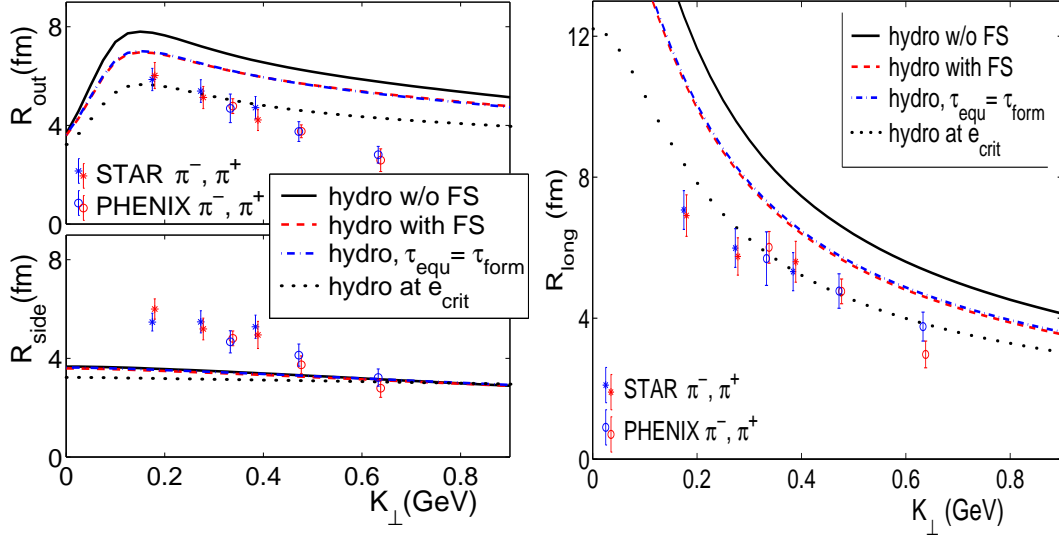 8
4
0
R_out(fm)
STAR π⁻, π⁺
PHENIX π⁻, π⁺
hydro w/o FS
hydro with FS
hydro, τ_equ= τ_form
hydro at e_crit
8
4
0
R_side(fm)
0 0.2 0.4 0.6 0.8
K_⊥(GeV)
12
8
4
0
R_long (fm)
hydro w/o FS
hydro with FS
hydro, τ_equ= τ_form
hydro at e_crit
STAR π⁻, π⁺
PHENIX π⁻, π⁺
0 0.2 0.4 0.6 0.8
K_⊥(GeV)